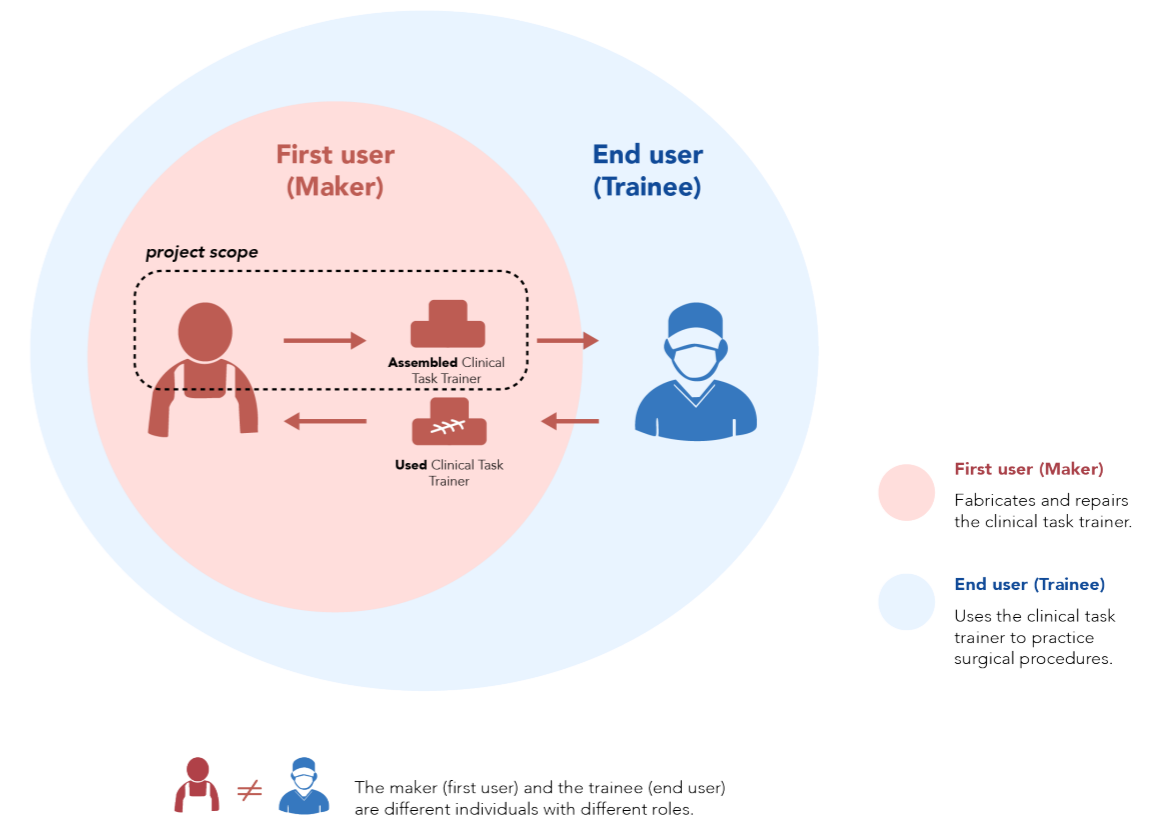 First user
(Maker)
End user
(Trainee)
project scope
Assembled Clinical
Task Trainer
Used Clinical Task
Trainer
First user (Maker)
Fabricates and repairs
the clinical task trainer.
End user (Trainee)
Uses the clinical task
trainer to practice
surgical procedures.
≠
The maker (first user) and the trainee (end user)
are different individuals with different roles.